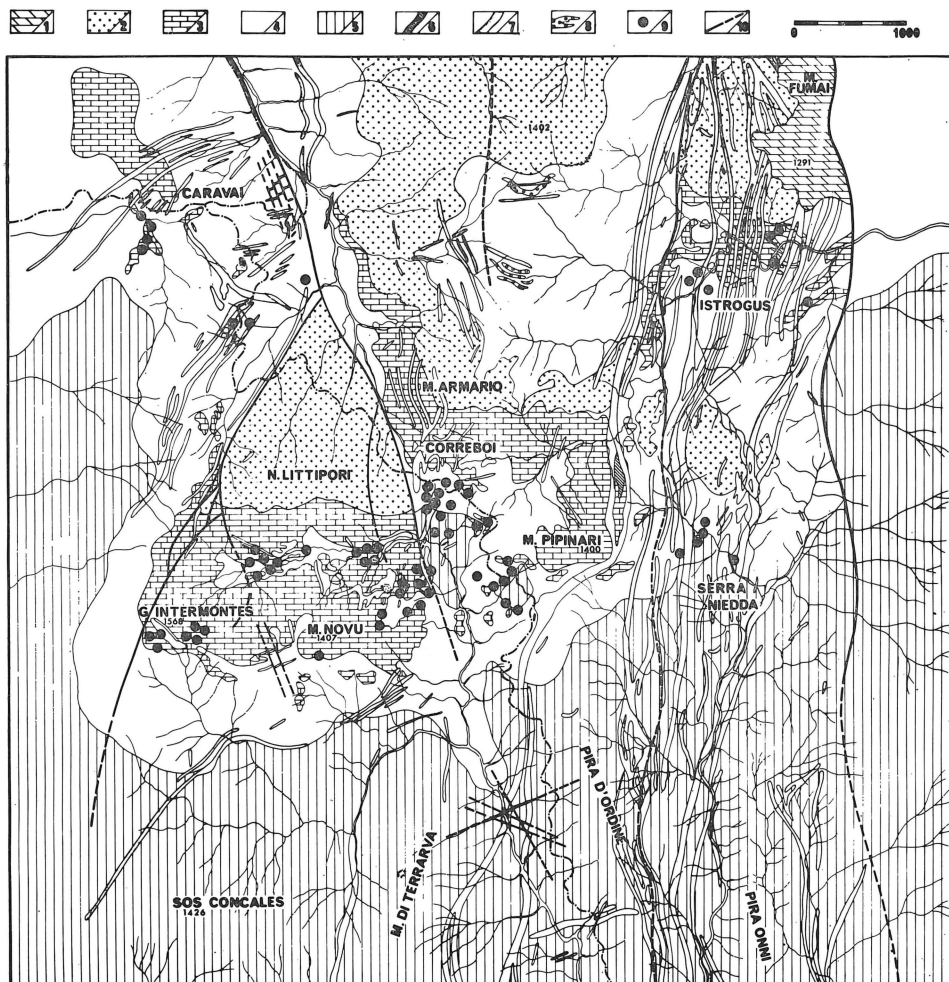 1 2 3 4 5 6 7 8 9 10 0 1000
M. FUMAI
1402
1291
CARAVAI
ISTROGUS
M. ARMARIO
CORREBOI
N. LITTIPORI
M. PIPINARI
1400
SERRA NIEDDA
G. INTERMONTES
1568
M. NOVU
1407
PIRA D'ORDINE
M. DI TERRARVA
SOS CONCALES
1426
PIRA ONNI